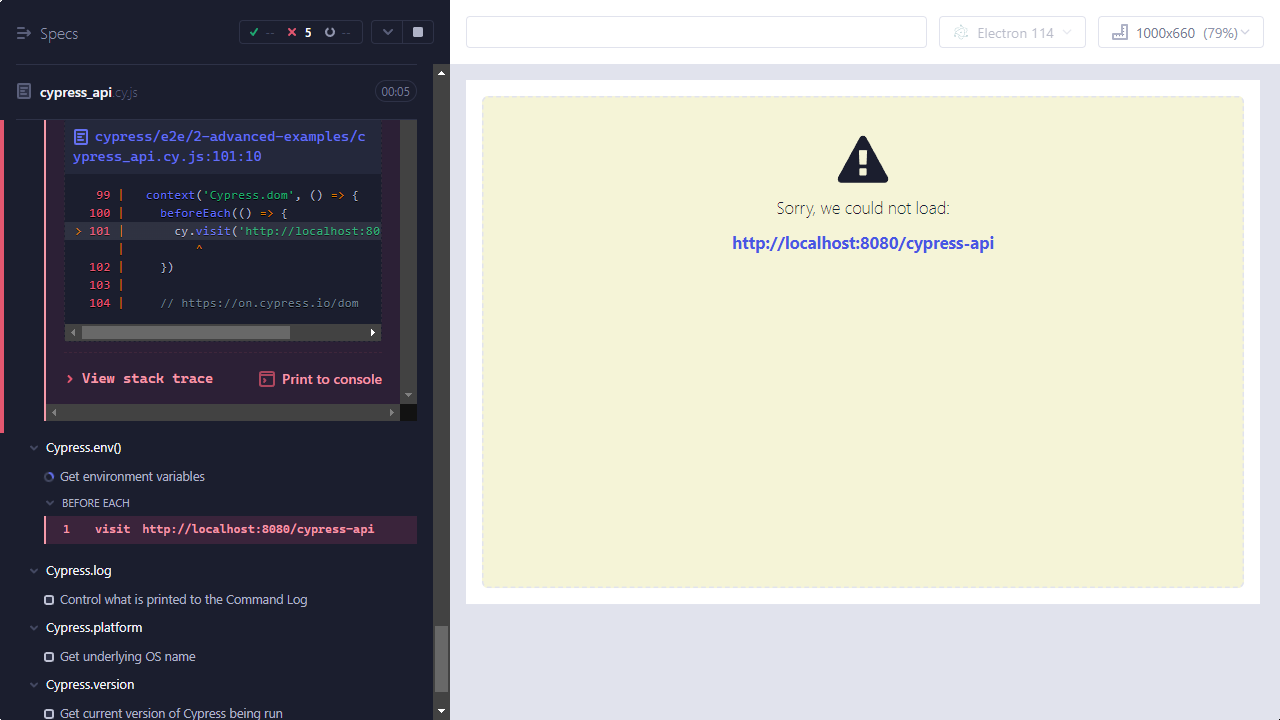 Specs
-- 5 --
cypress_api.cy.js 00:05
cypress/e2e/2-advanced-examples/c
ypress_api.cy.js:101:10
99 | context('Cypress.dom', () => {
100 | beforeEach(() => {
> 101 | cy.visit('http://localhost:80
| ^
102 | })
103 |
104 | // https://on.cypress.io/dom
View stack trace Print to console
Cypress.env()
Get environment variables
BEFORE EACH
1 visit http://localhost:8080/cypress-api
Cypress.log
Control what is printed to the Command Log
Cypress.platform
Get underlying OS name
Cypress.version
Get current version of Cypress being run
Electron 114 1000x660 (79%)
Sorry, we could not load:
http://localhost:8080/cypress-api